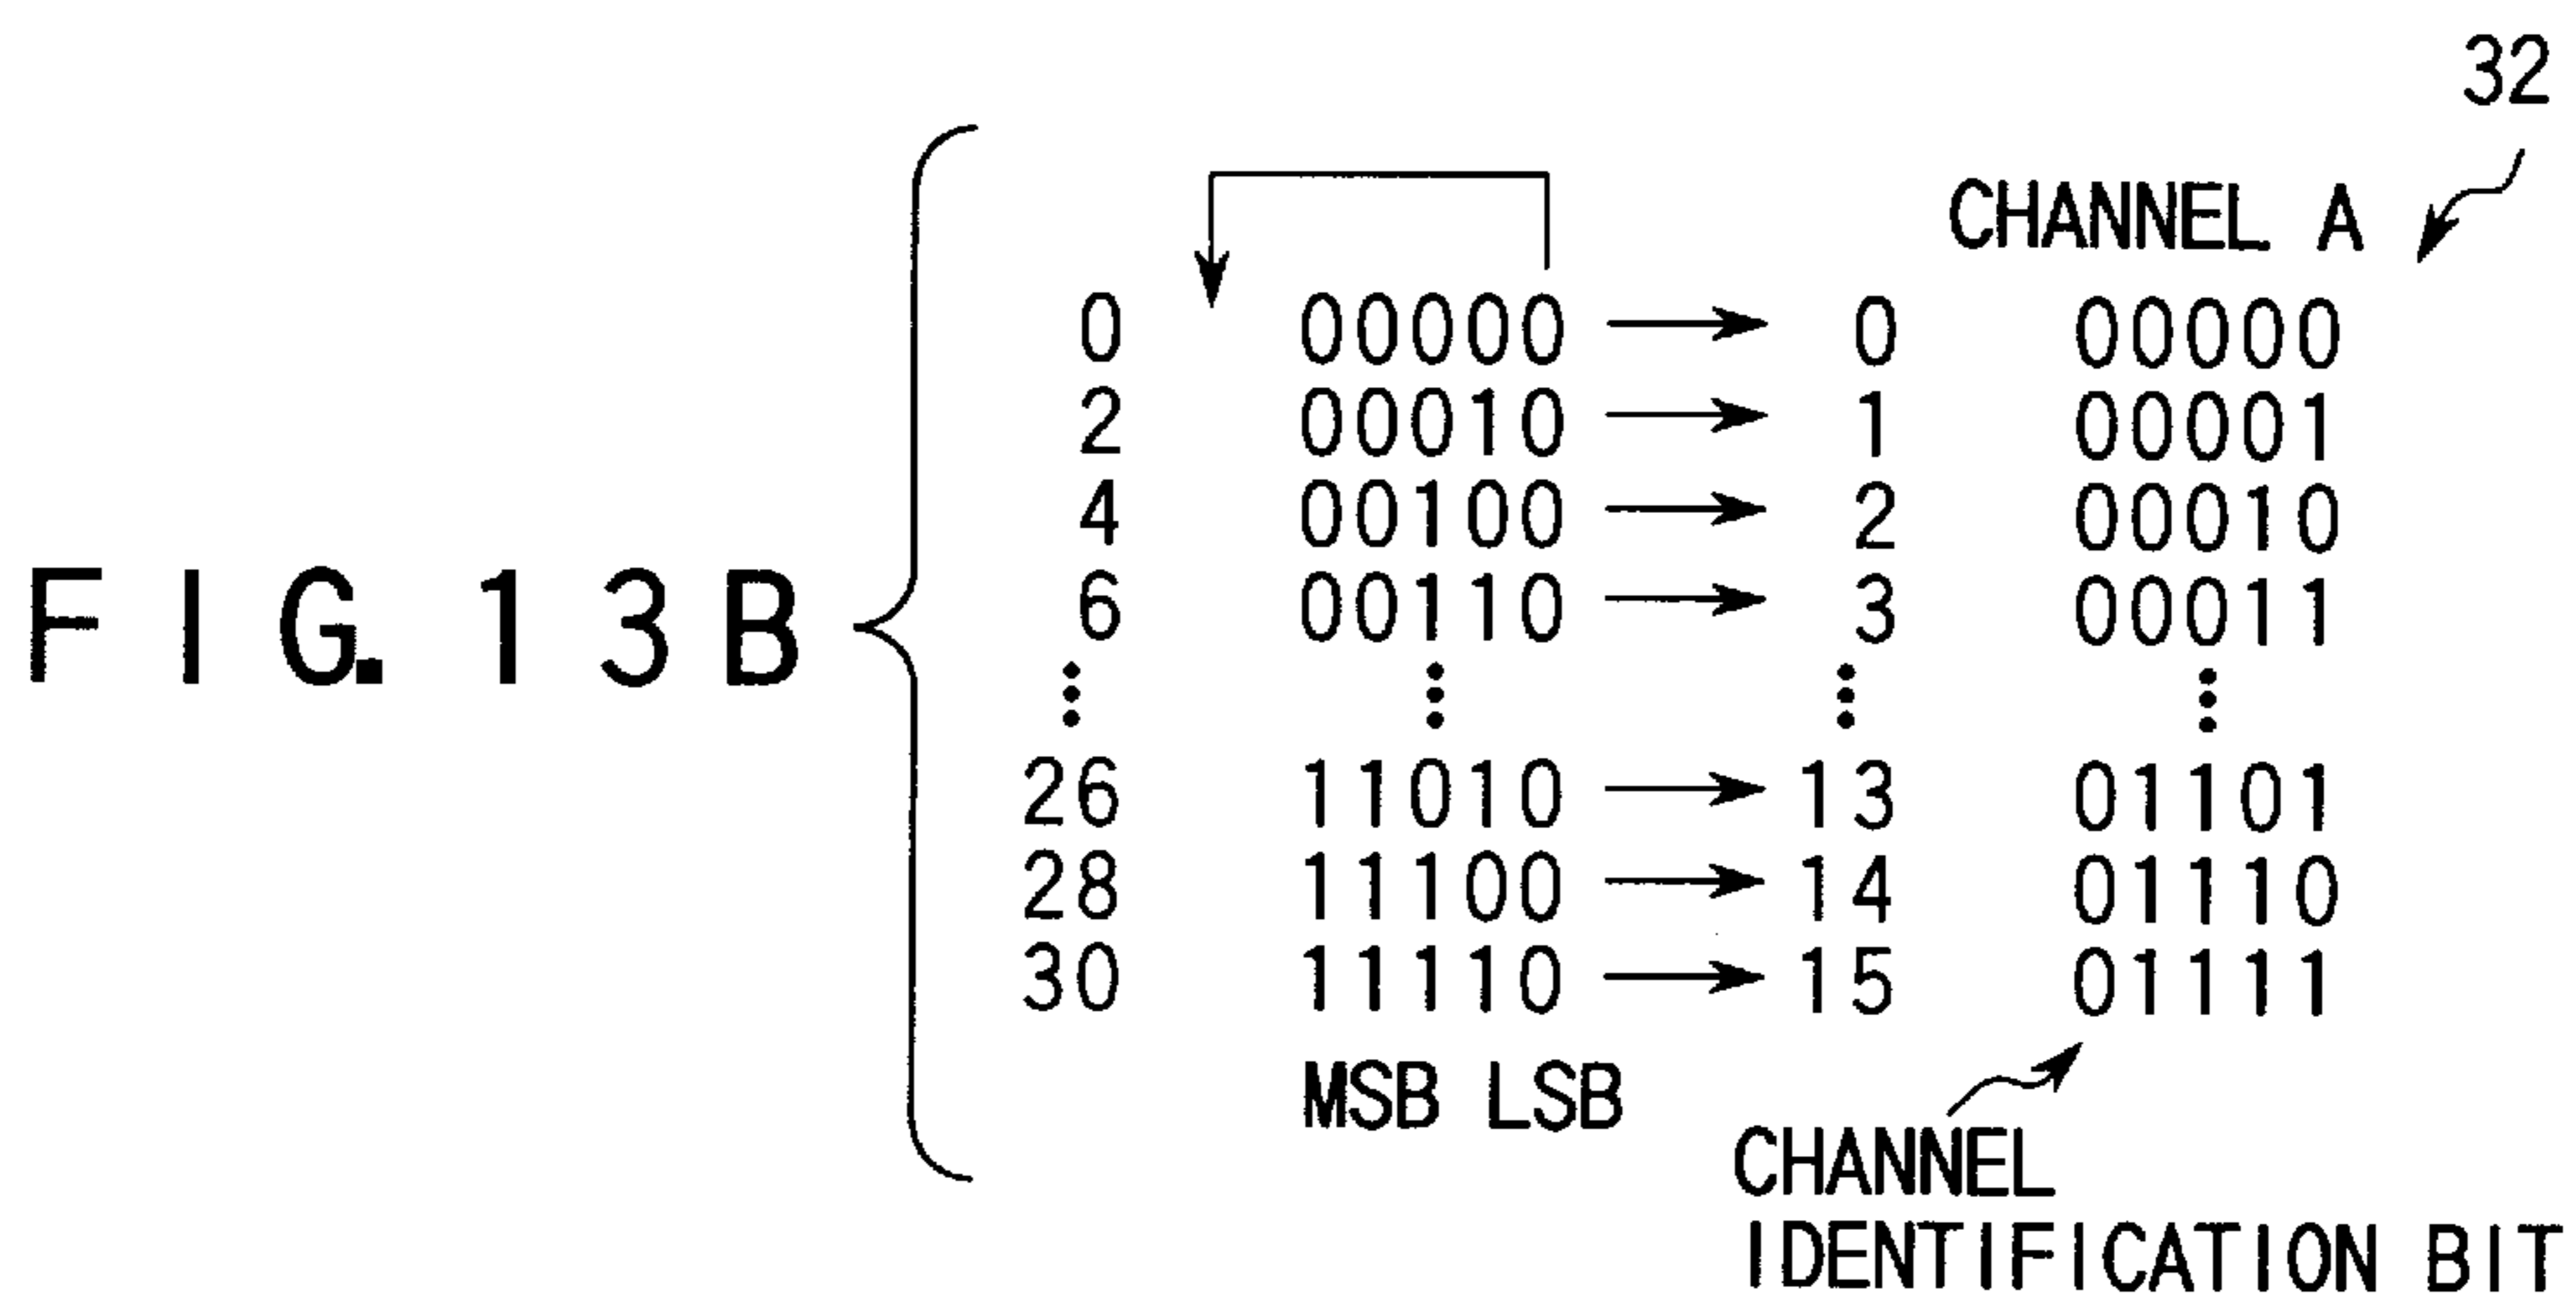 32
CHANNEL A
0 00000 → 0 00000
2 00010 → 1 00001
4 00100 → 2 00010
6 00110 → 3 00011
⋮ ⋮ ⋮ ⋮
26 11010 → 13 01101
28 11100 → 14 01110
30 11110 → 15 01111
MSB LSB
CHANNEL
IDENTIFICATION BIT
FIG. 13B